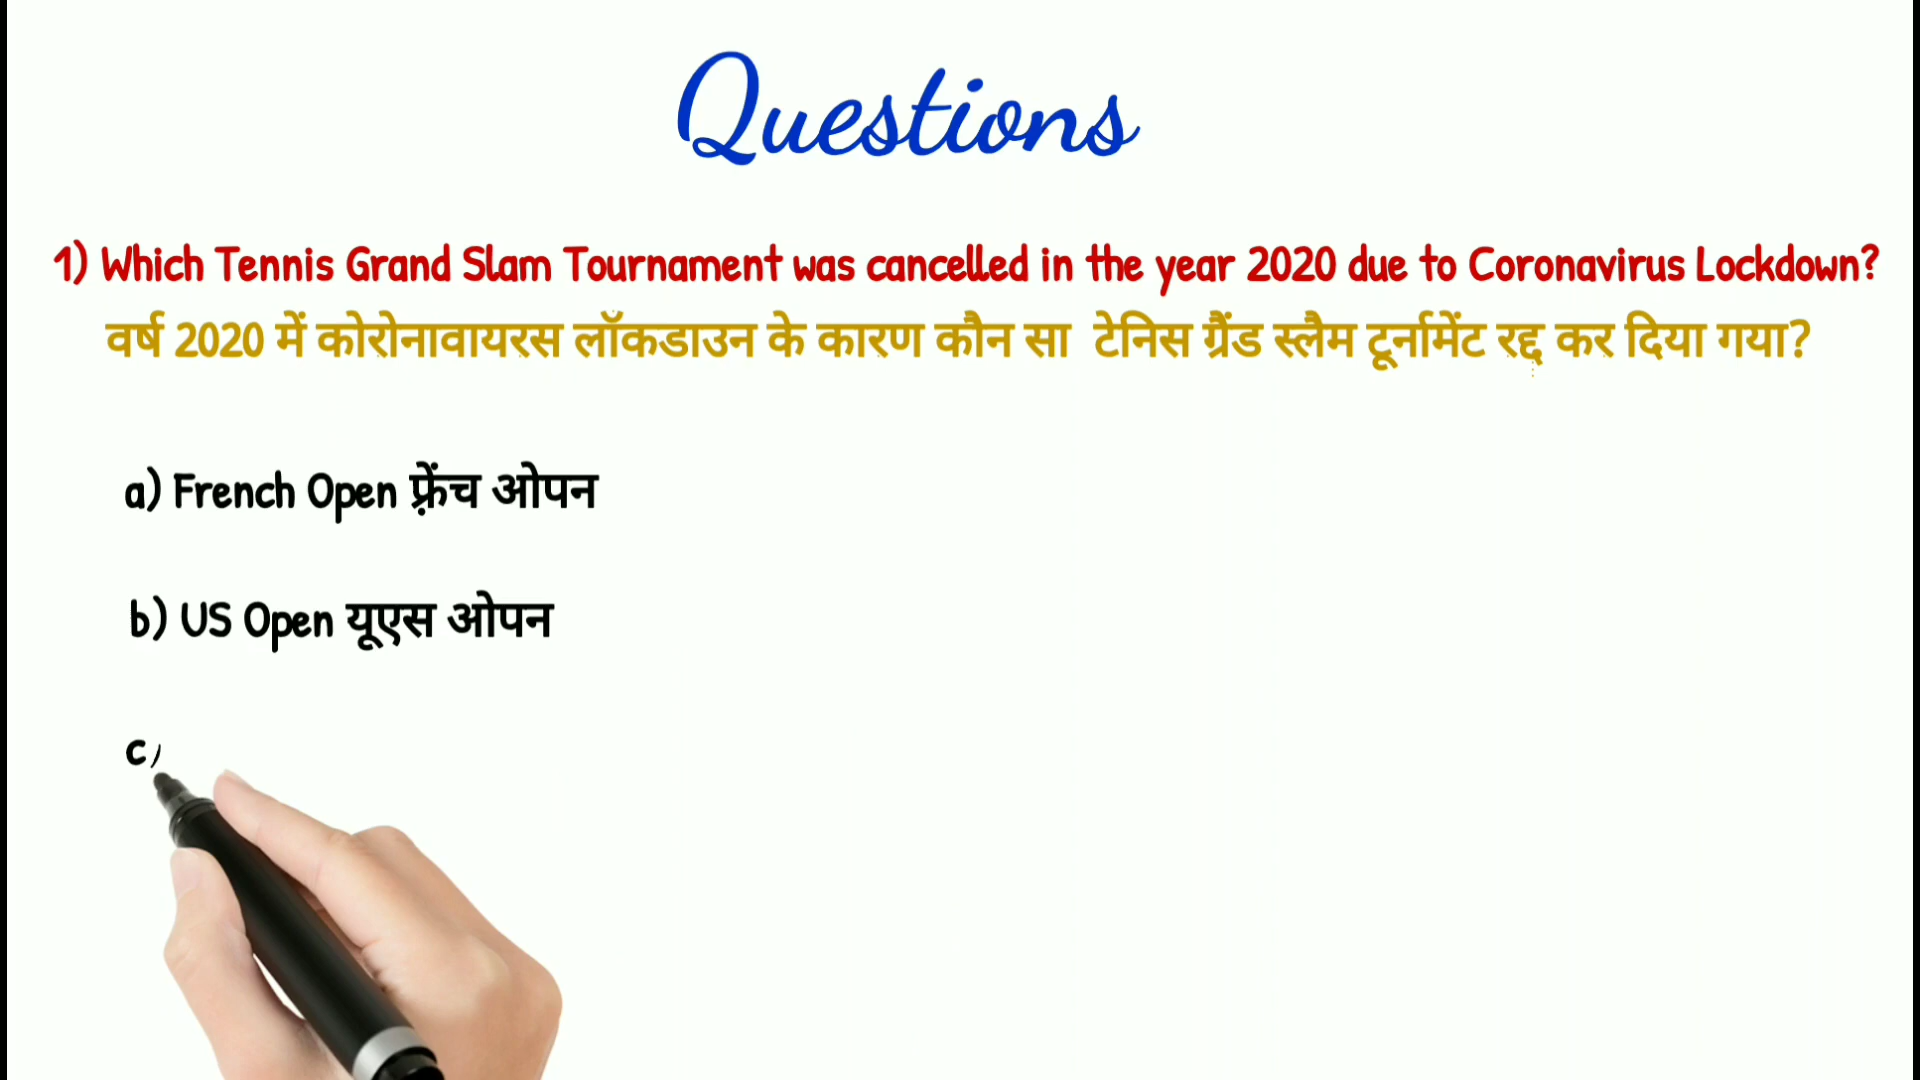 Questions
1) Which Tennis Grand Slam Tournament was cancelled in the year 2020 due to Coronavirus Lockdown?
वर्ष 2020 में कोरोनावायरस लॉकडाउन के कारण कौन सा टेनिस ग्रैंड स्लैम टूर्नामेंट रद्द कर दिया गया?
a) French Open फ़्रेंच ओपन
b) US Open यूएस ओपन
c)